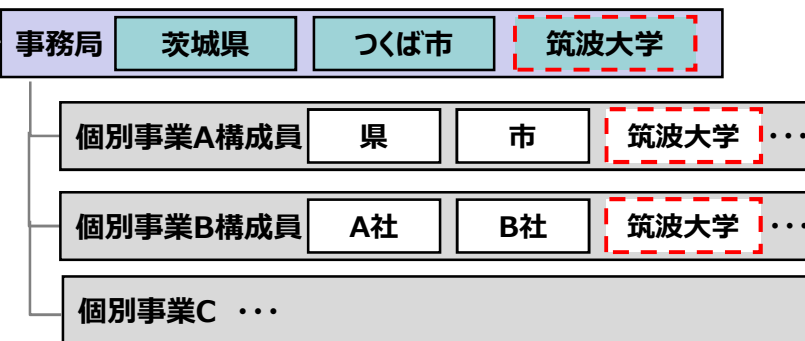 事務局 茨城県 つくば市 筑波大学
個別事業A構成員 県 市 筑波大学 ・・・
個別事業B構成員 A社 B社 筑波大学 ・・・
個別事業C ・・・